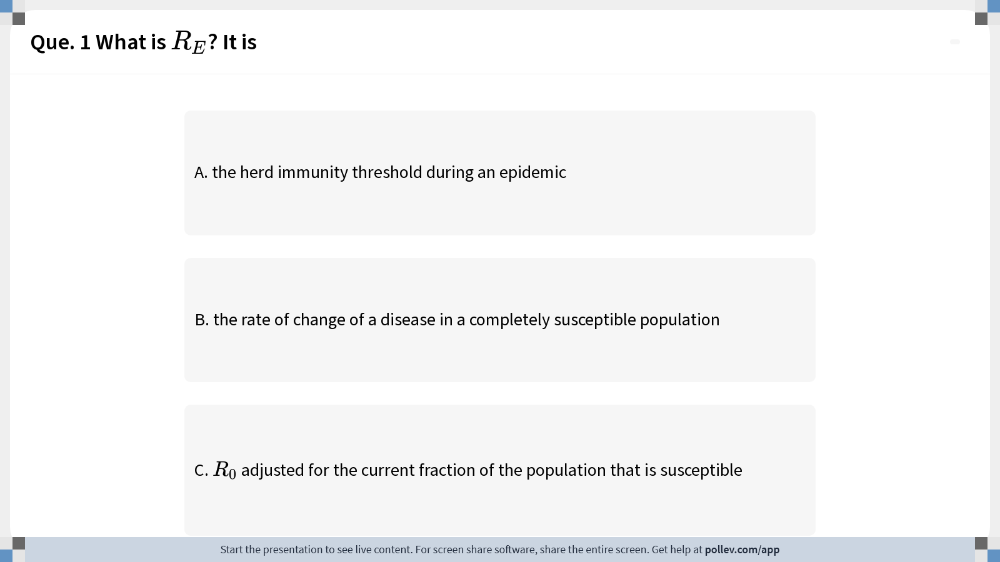 Que. 1 What is $R_E$? It is
A. the herd immunity threshold during an epidemic
B. the rate of change of a disease in a completely susceptible population
C. $R_0$ adjusted for the current fraction of the population that is susceptible
Start the presentation to see live content. For screen share software, share the entire screen. Get help at pollev.com/app